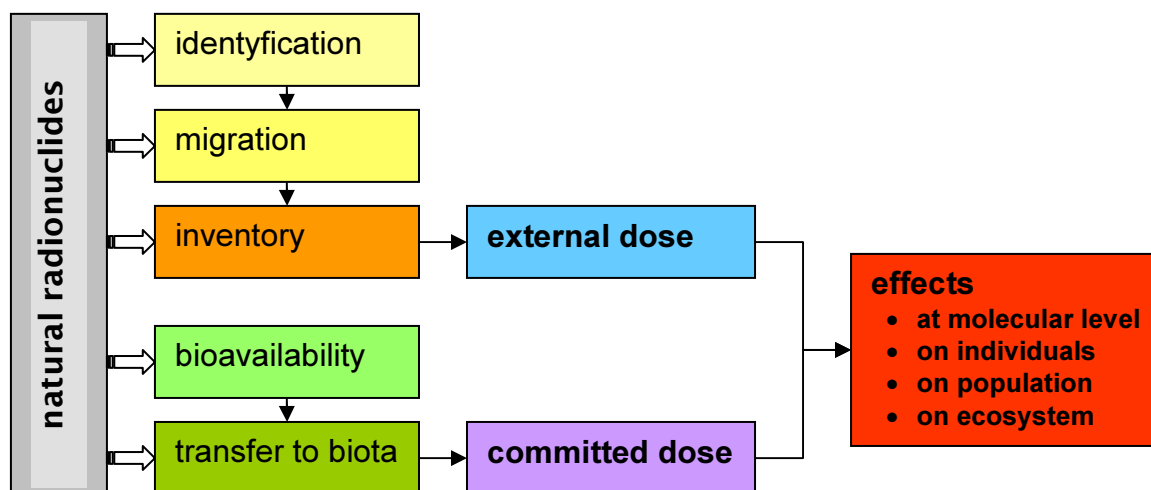 natural radionuclides
identyfication
migration
inventory
external dose
bioavailability
transfer to biota
committed dose
effects
• at molecular level
• on individuals
• on population
• on ecosystem